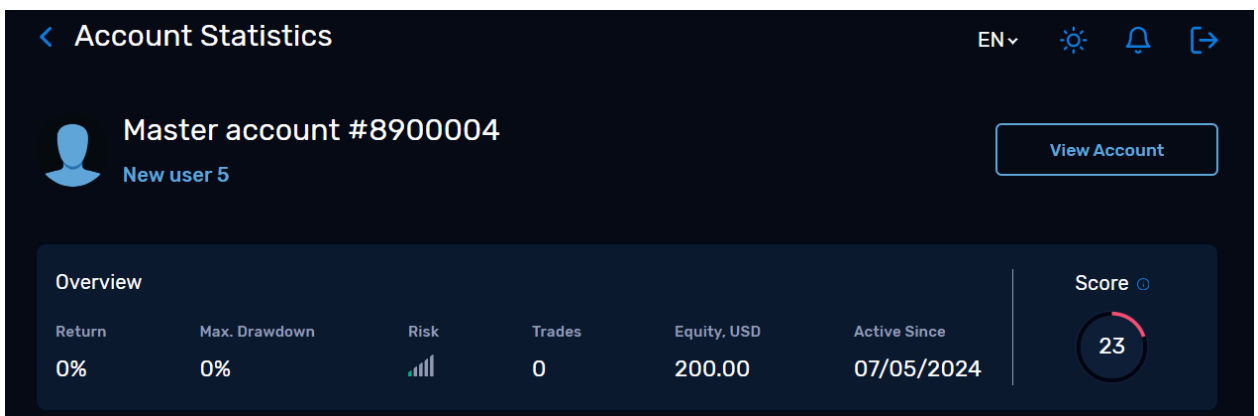 Account Statistics
EN
Master account #8900004
New user 5
View Account
Overview
Score
Return Max. Drawdown Risk Trades Equity, USD Active Since
0% 0% 0 200.00 07/05/2024
23